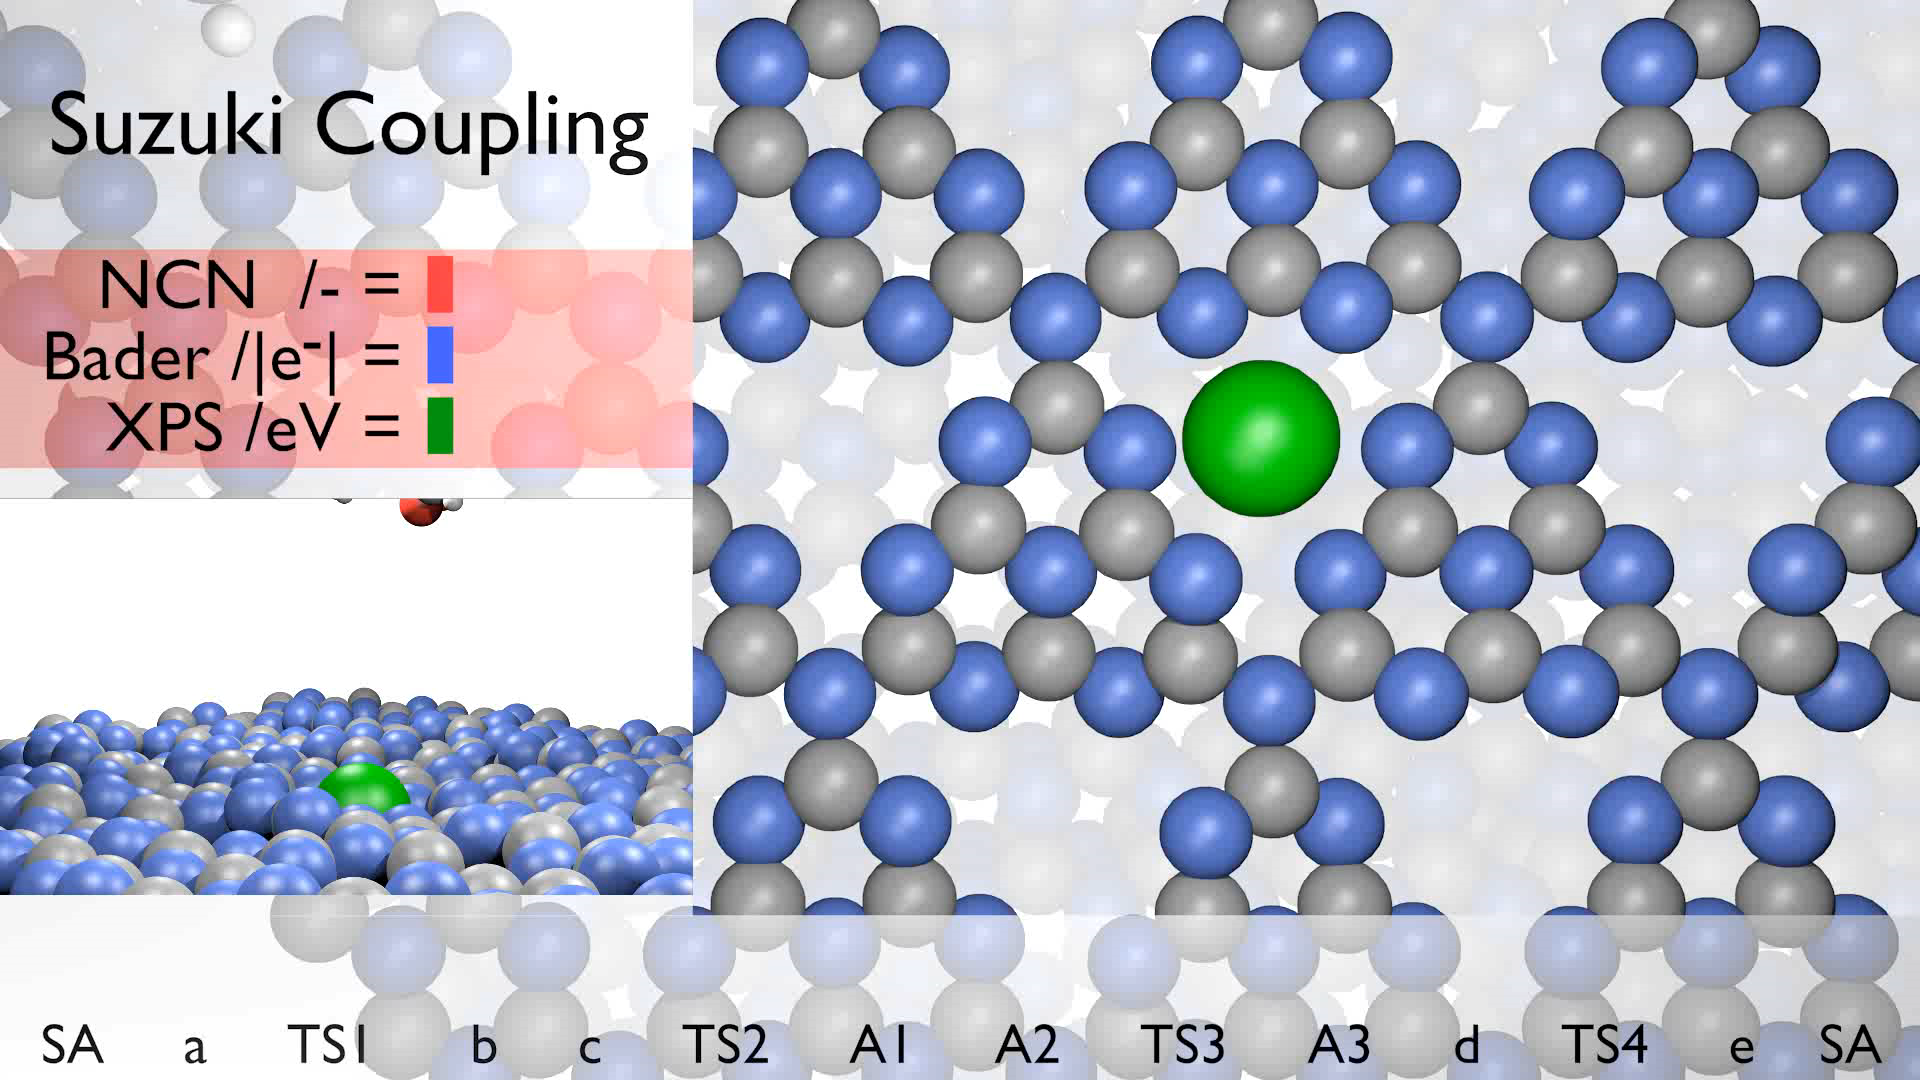 Suzuki Coupling
NCN /- =
Bader /|e⁻| =
XPS /eV =
SA a TS1 b c TS2 A1 A2 TS3 A3 d TS4 e SA